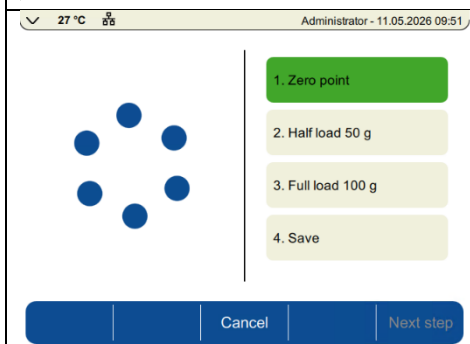 27 °C
Administrator - 11.05.2026 09:51
1. Zero point
2. Half load 50 g
3. Full load 100 g
4. Save
Cancel
Next step